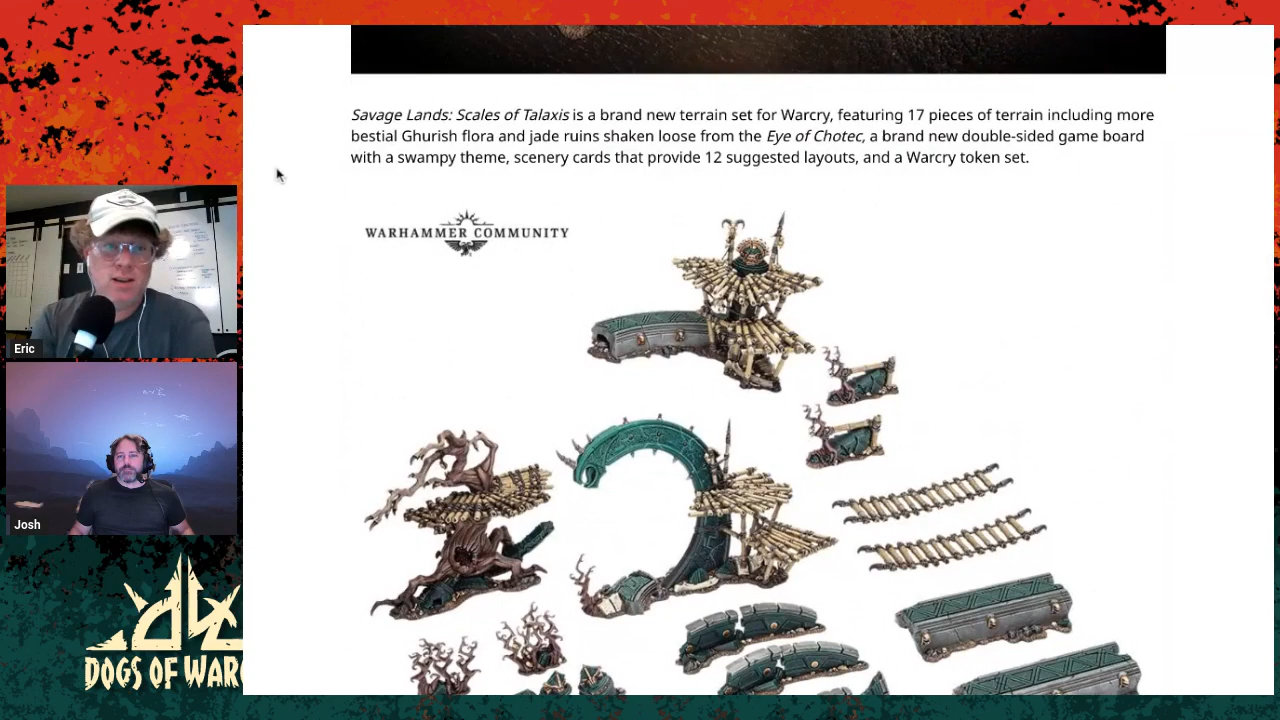 Savage Lands: Scales of Talaxis is a brand new terrain set for Warcry, featuring 17 pieces of terrain including more
bestial Ghurish flora and jade ruins shaken loose from the Eye of Chotec, a brand new double-sided game board
with a swampy theme, scenery cards that provide 12 suggested layouts, and a Warcry token set.
WARHAMMER COMMUNITY
Eric
Josh
DOGS OF WARC